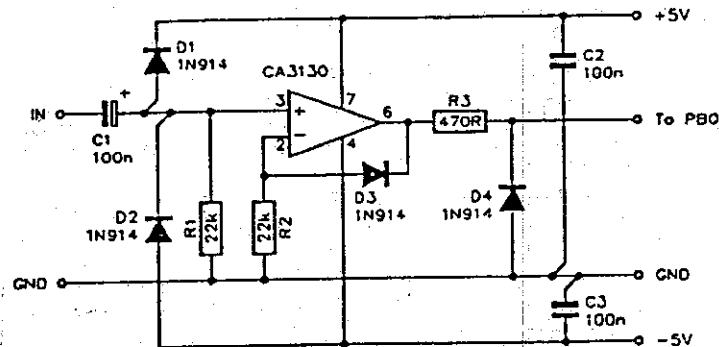 +5V
D1
1N914
C2
100n
CA3130
7
IN
+
3
+
6
R3
470R
To PB0
C1
100n
−
2
4
D3
1N914
D4
1N914
D2
1N914
R1
22k
22k
R2
GND
GND
C3
100n
-5V